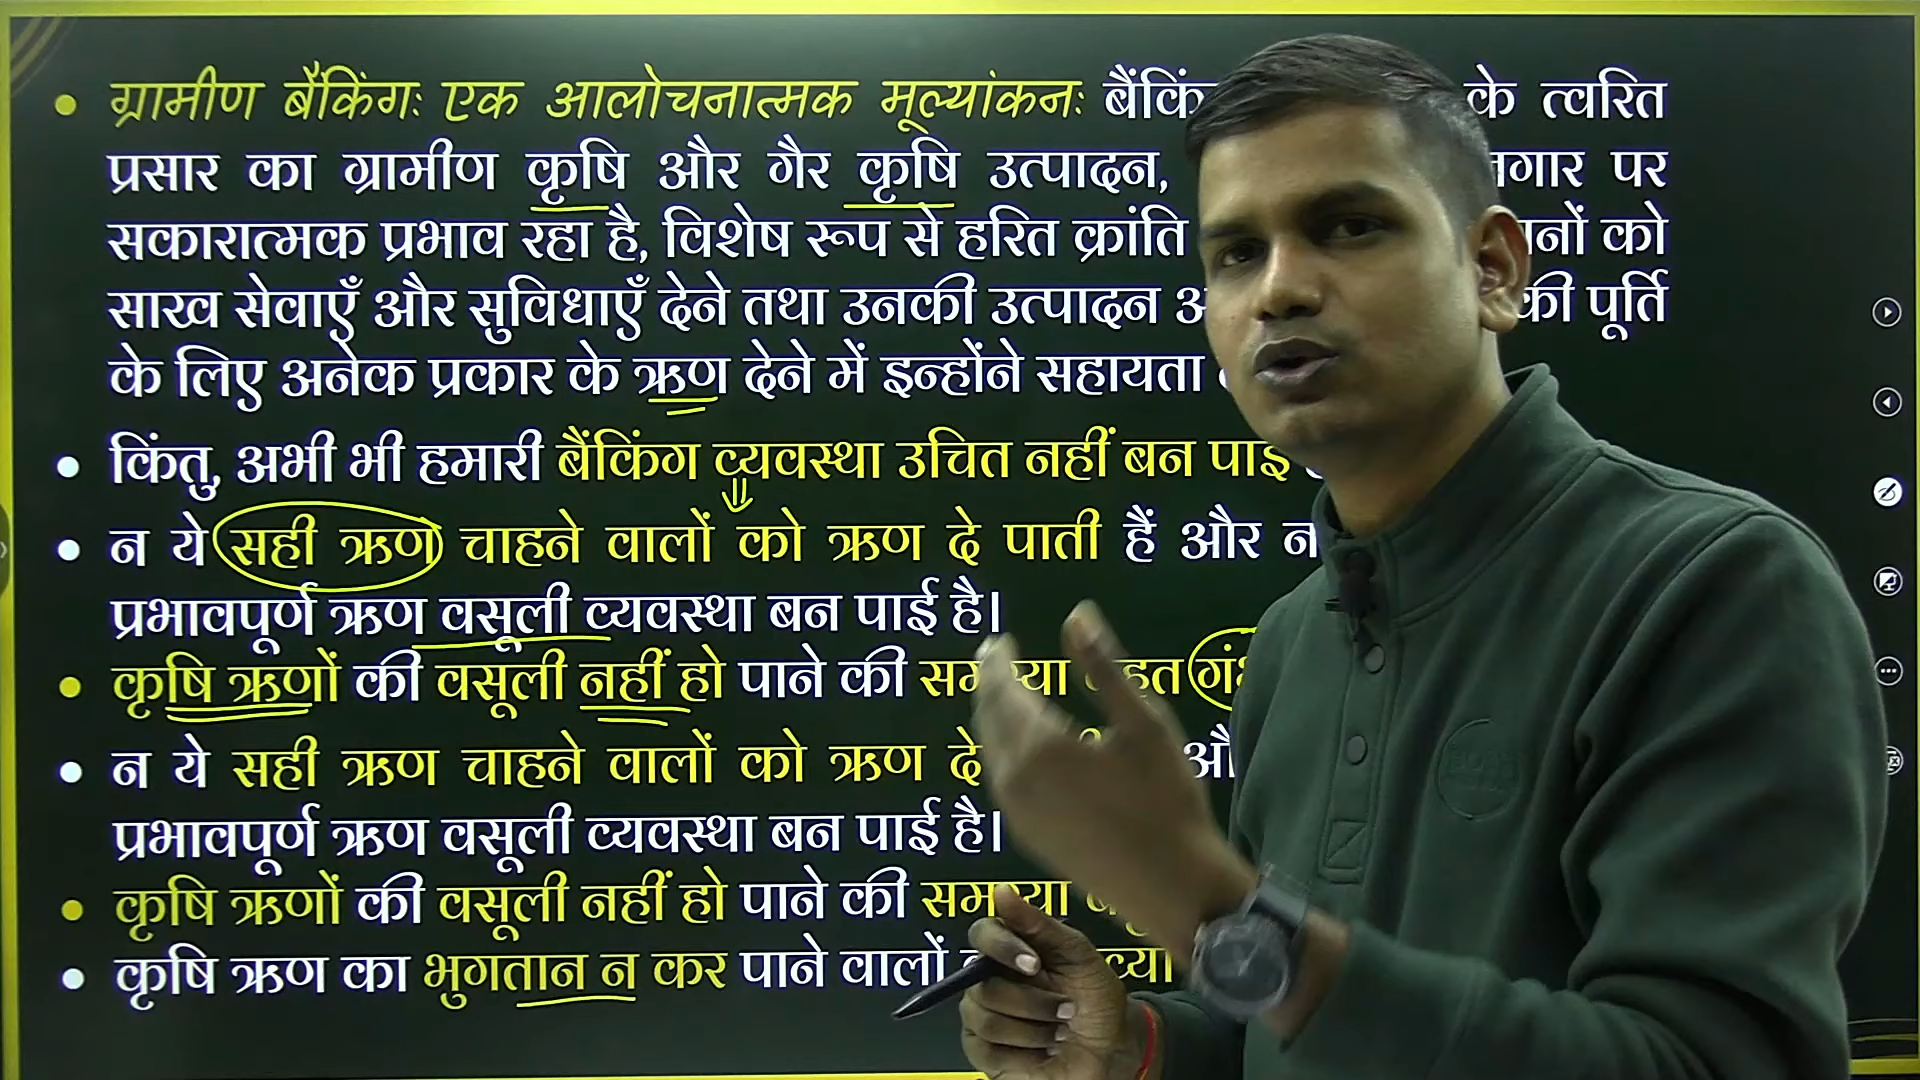 ग्रामीण बैंकिंग: एक आलोचनात्मक मूल्यांकन: के त्वरित
प्रसार का ग्रामीण कृषि और गैर कृषि उत्पादन, पर
सकारात्मक प्रभाव रहा है, विशेष रूप से हरित क्रांति को
साख सेवाएँ और सुविधाएँ देने तथा उनकी उत्पादन की पूर्ति
के लिए अनेक प्रकार के ऋण देने में इन्होंने सहायता
किंतु, अभी भी हमारी बैंकिंग व्यवस्था उचित नहीं बन पाई
न ये सही ऋण चाहने वालों को ऋण दे पाती हैं और न
प्रभावपूर्ण ऋण वसूली व्यवस्था बन पाई है।
कृषि ऋणों की वसूली नहीं हो पाने की
न ये सही ऋण चाहने वालों को ऋण दे
प्रभावपूर्ण ऋण वसूली व्यवस्था बन पाई है।
कृषि ऋणों की वसूली नहीं हो पाने की
कृषि ऋण का भुगतान न कर पाने वालों